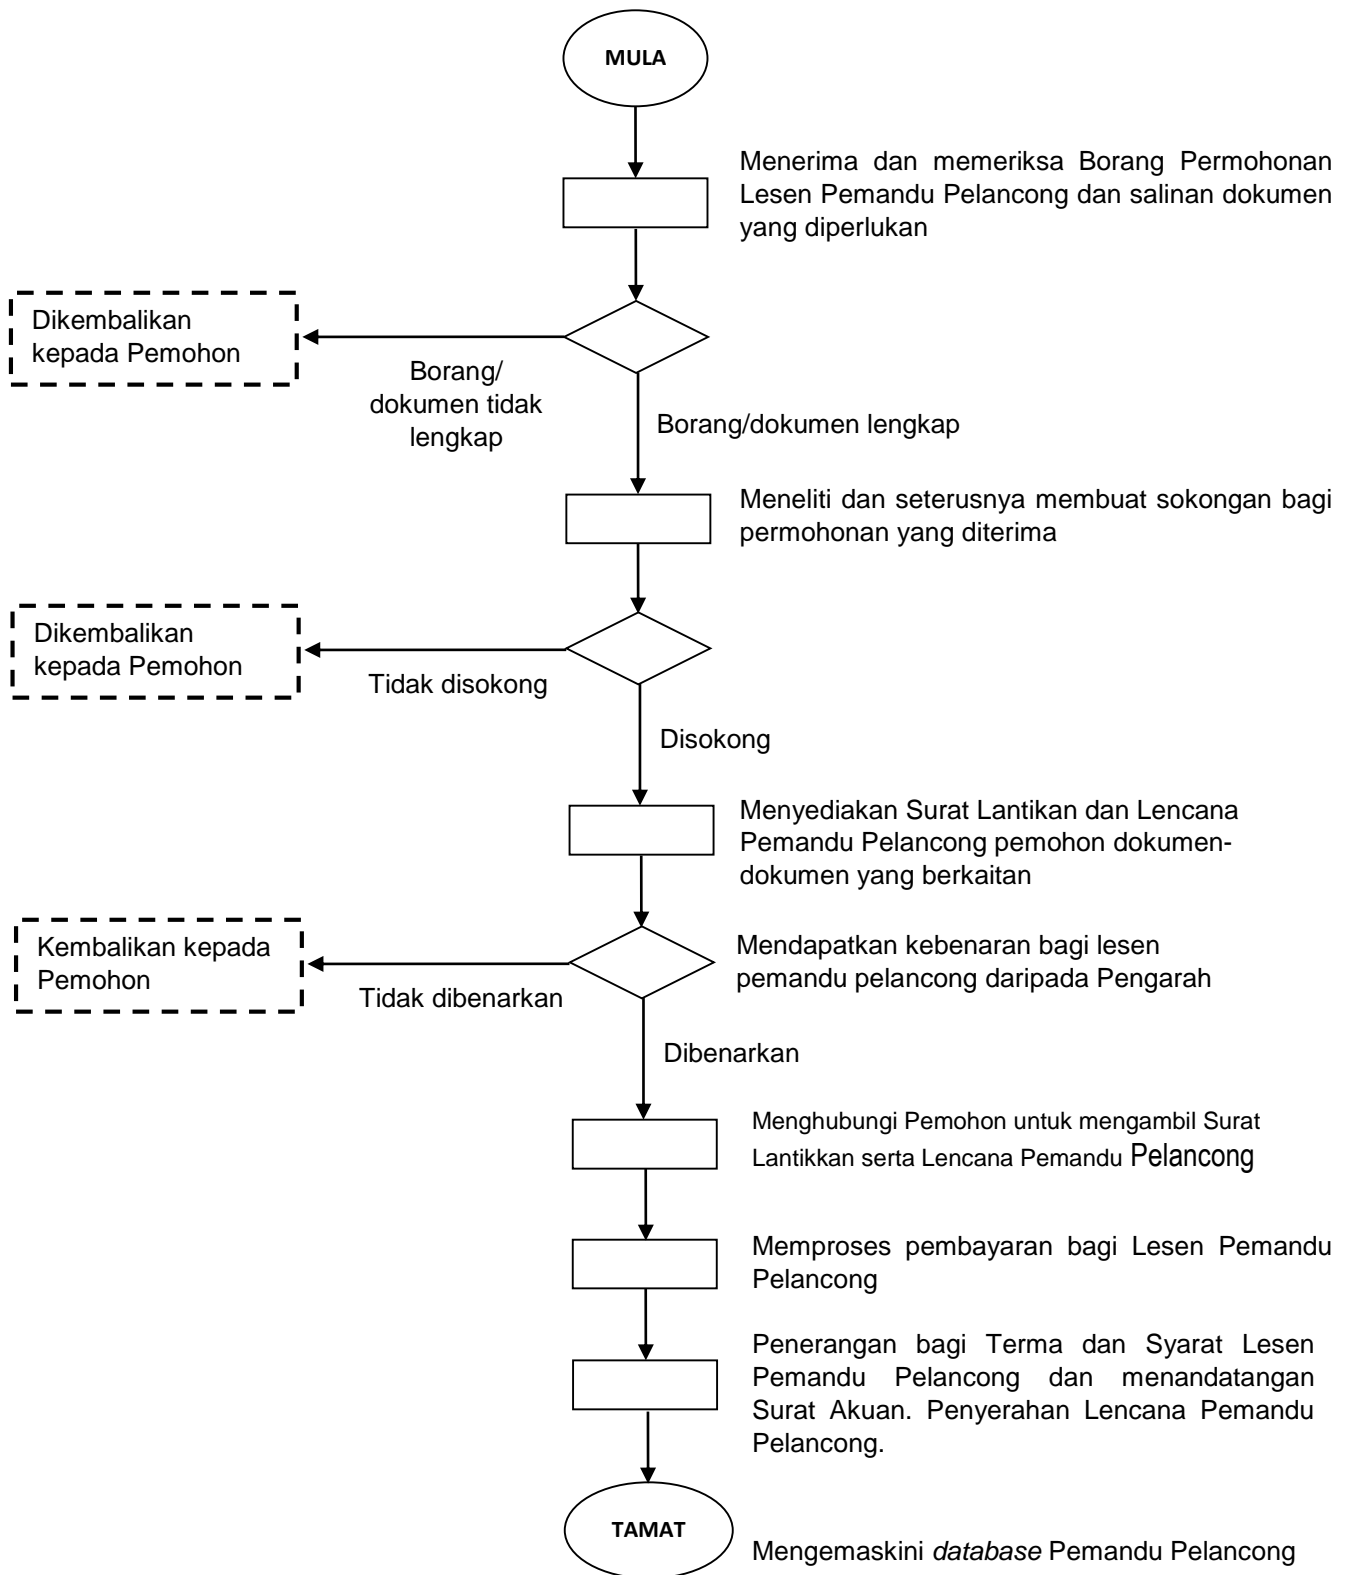 MULA
Menerima dan memeriksa Borang Permohonan
Lesen Pemandu Pelancong dan salinan dokumen
yang diperlukan
Dikembalikan
kepada Pemohon
Borang/
dokumen tidak
lengkap
Borang/dokumen lengkap
Meneliti dan seterusnya membuat sokongan bagi
permohonan yang diterima
Dikembalikan
kepada Pemohon
Tidak disokong
Disokong
Menyediakan Surat Lantikan dan Lencana
Pemandu Pelancong pemohon dokumen-
dokumen yang berkaitan
Kembalikan kepada
Pemohon
Tidak dibenarkan
Mendapatkan kebenaran bagi lesen
pemandu pelancong daripada Pengarah
Dibenarkan
Menghubungi Pemohon untuk mengambil Surat
Lantikkan serta Lencana Pemandu Pelancong
Memproses pembayaran bagi Lesen Pemandu
Pelancong
Penerangan bagi Terma dan Syarat Lesen
Pemandu Pelancong dan menandatangan
Surat Akuan. Penyerahan Lencana Pemandu
Pelancong.
TAMAT
Mengemaskini database Pemandu Pelancong